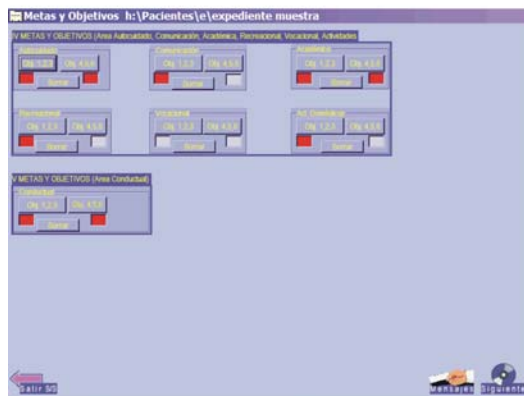 Metas y Objetivos h:\Pacientes\e\expediente muestra
IV METAS Y OBJETIVOS (Area Autocuidado, Comunicación, Académica, Recreacional, Vocacional, Actividades
Autocuidado Comunicación Académica
Obj. 1,2,3 Obj. 4,5,6 Obj. 1,2,3 Obj. 4,5,6 Obj. 1,2,3 Obj. 4,5,6
Borrar Borrar Borrar
Recreacional Vocacional Act. Cotidianas
Obj. 1,2,3 Obj. 4,5,6 Obj. 1,2,3 Obj. 4,5,6 Obj. 1,2,3 Obj. 4,5,6
Borrar Borrar Borrar
V METAS Y OBJETIVOS (Area Conductual)
Conductual
Obj. 1,2,3 Obj. 4,5,6
Borrar
Salir Mensajes Siguiente